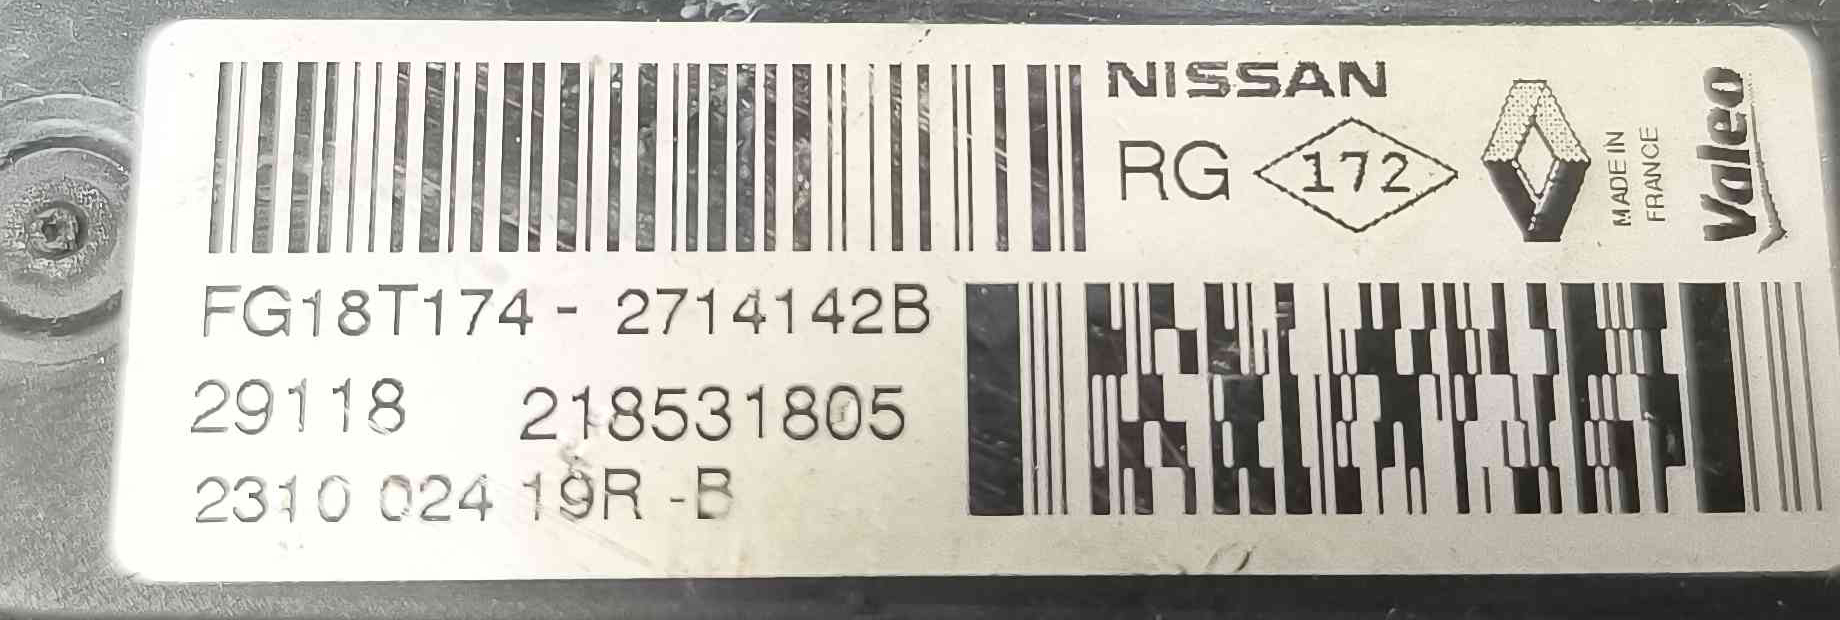 NISSAN
RG 172
MADE IN
FRANCE
Valeo
FG18T174 - 2714142B
29118 218531805
2310 024 19R -B